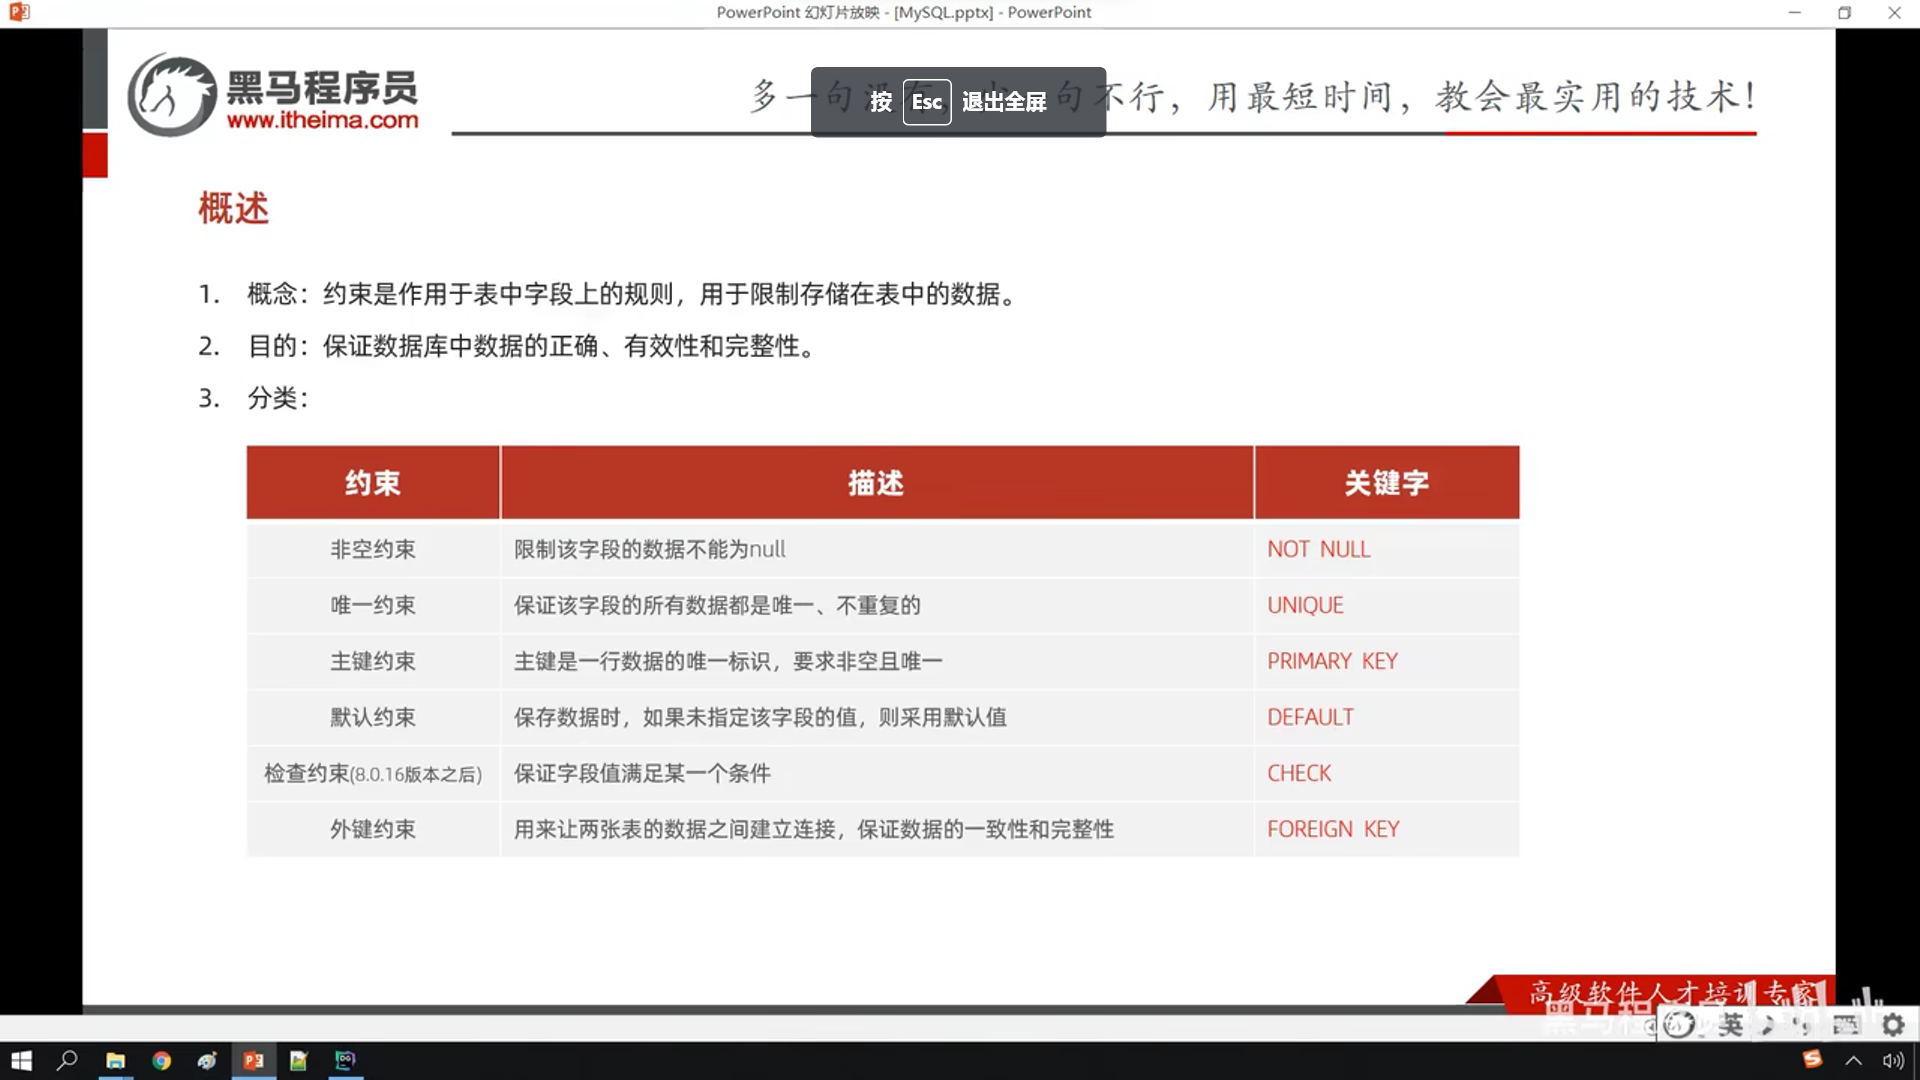 PowerPoint 幻灯片放映 - [MySQL.pptx] - PowerPoint
黑马程序员
www.itheima.com
多一句没有，少一句不行，用最短时间，教会最实用的技术！
按 Esc 退出全屏
概述
1. 概念：约束是作用于表中字段上的规则，用于限制存储在表中的数据。
2. 目的：保证数据库中数据的正确、有效性和完整性。
3. 分类：
约束 描述 关键字
非空约束 限制该字段的数据不能为null NOT NULL
唯一约束 保证该字段的所有数据都是唯一、不重复的 UNIQUE
主键约束 主键是一行数据的唯一标识，要求非空且唯一 PRIMARY KEY
默认约束 保存数据时，如果未指定该字段的值，则采用默认值 DEFAULT
检查约束(8.0.16版本之后) 保证字段值满足某一个条件 CHECK
外键约束 用来让两张表的数据之间建立连接，保证数据的一致性和完整性 FOREIGN KEY
高级软件人才培训专家
英